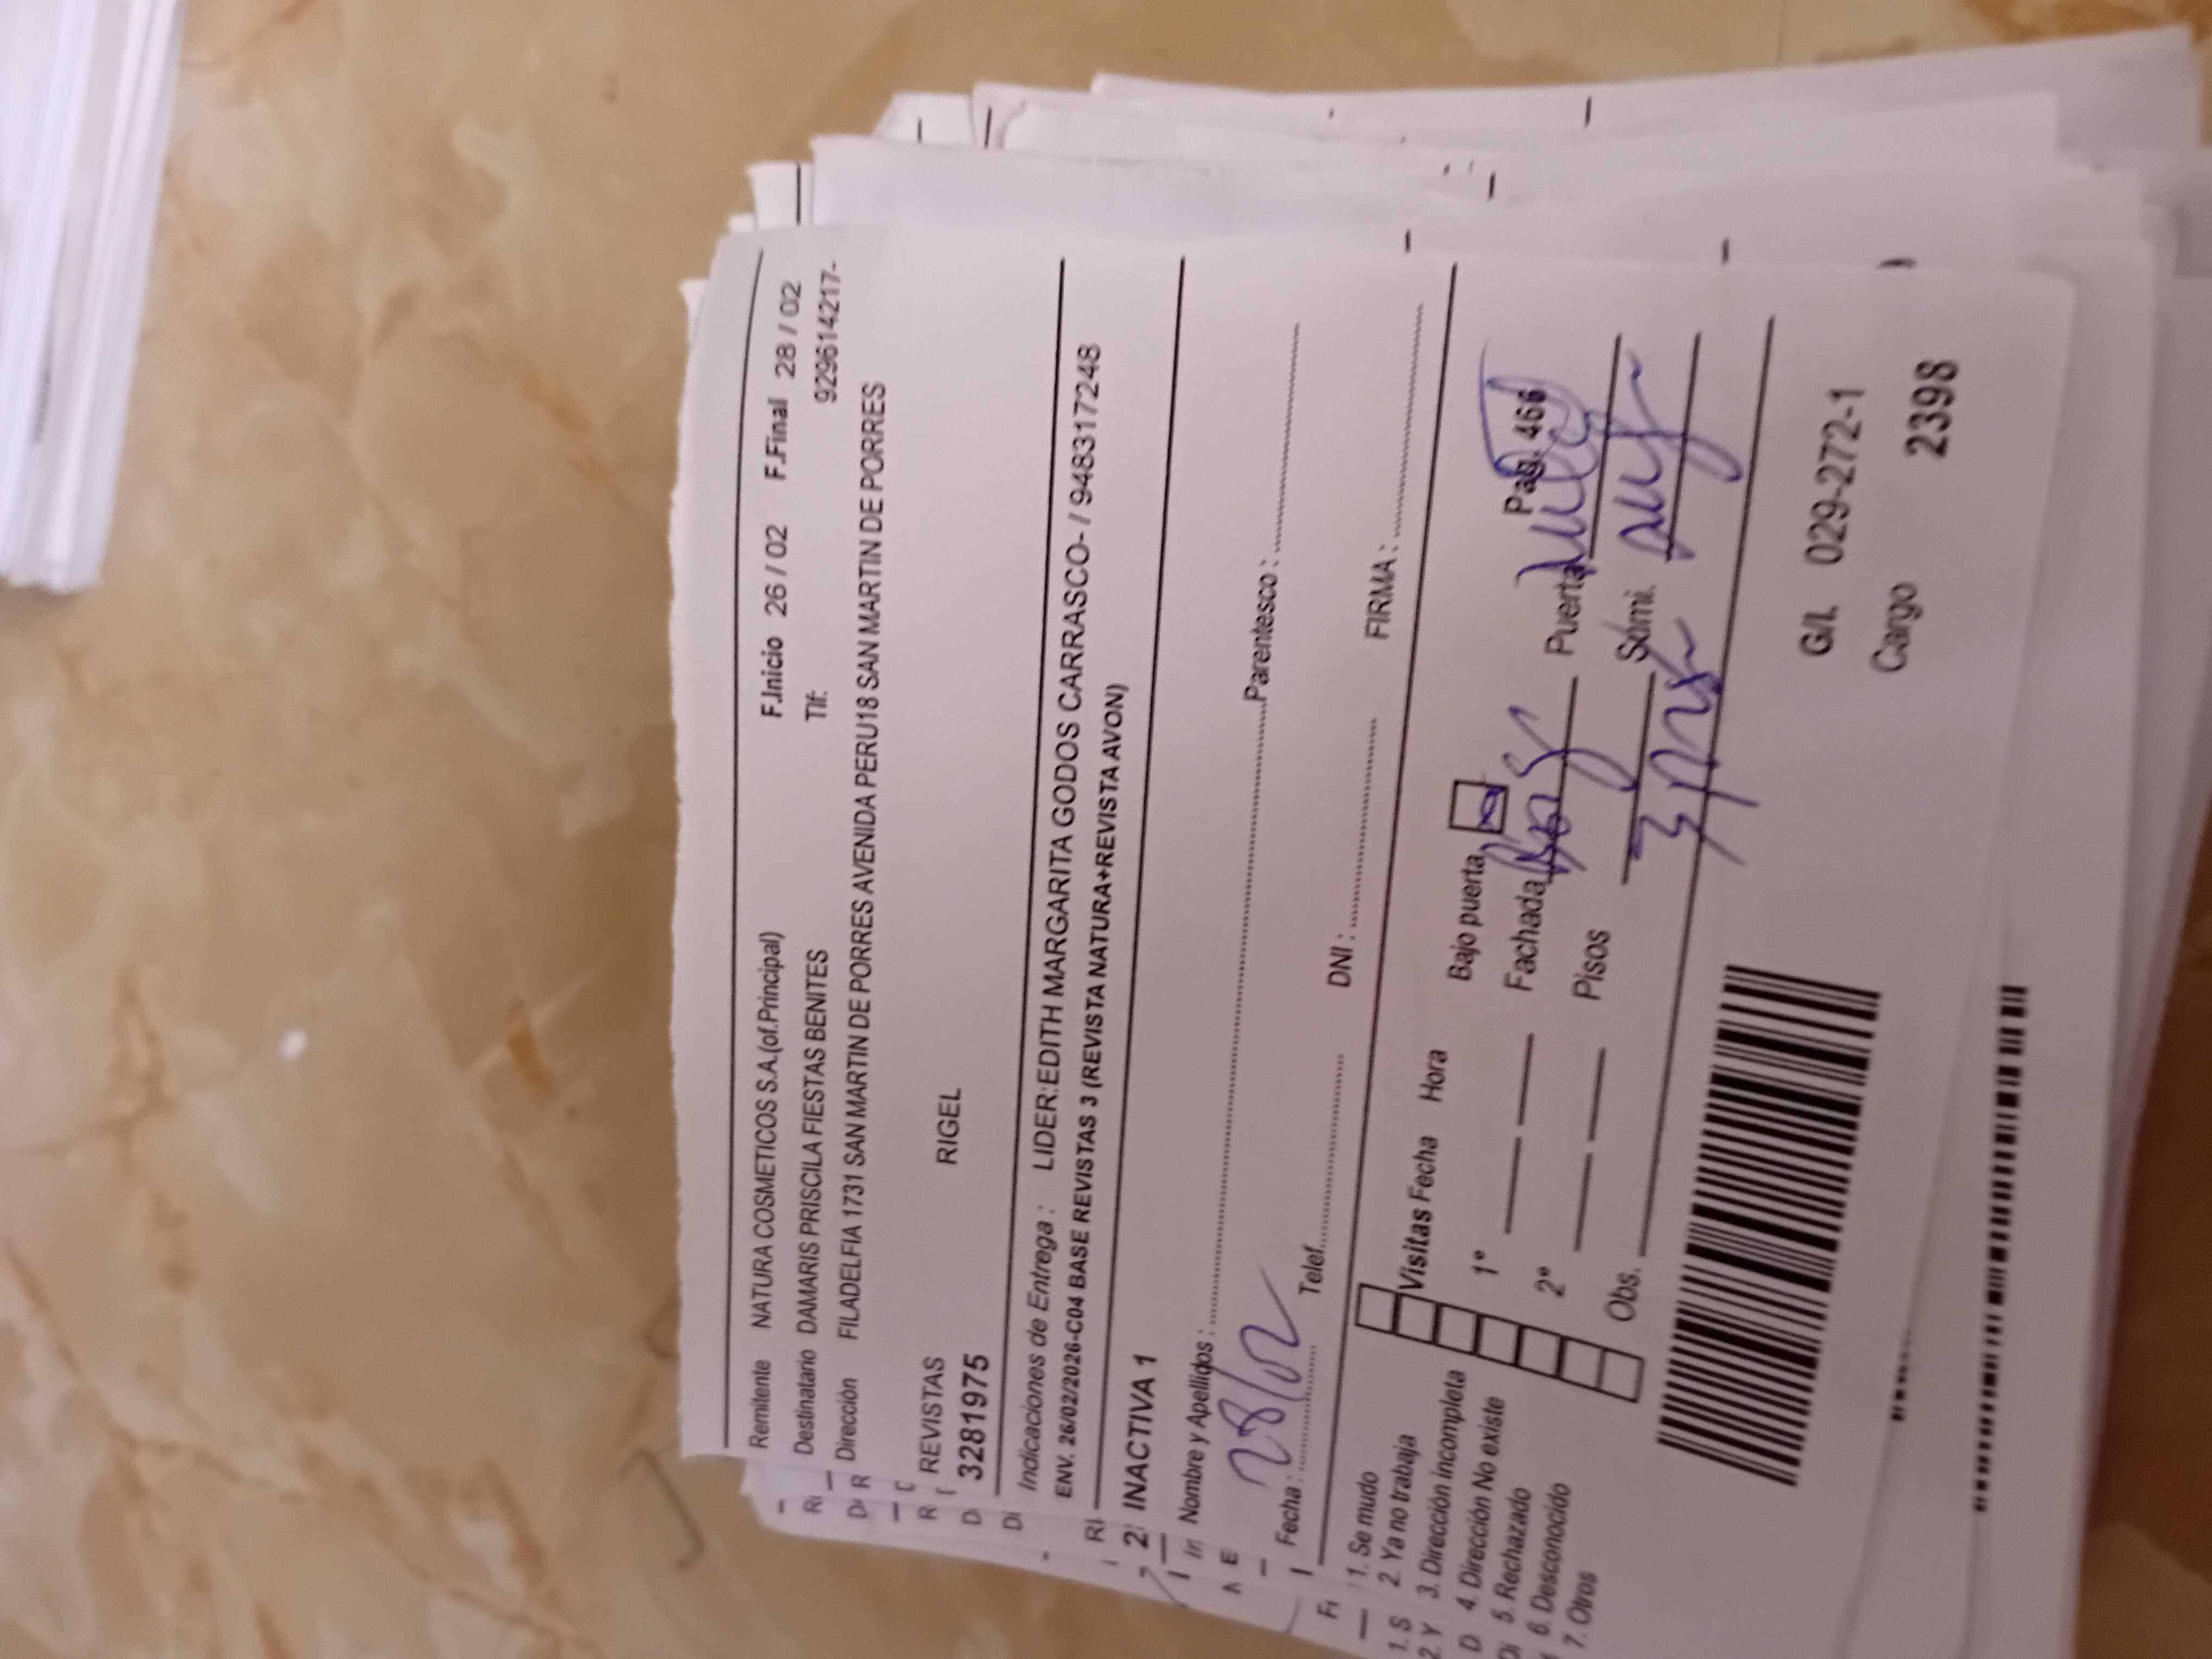 Remitente NATURA COSMETICOS S.A.(of.Principal) F.Inicio 26 / 02 F.Final 28 / 02
Destinatario DAMARIS PRISCILA FIESTAS BENITES Tlf: 929614217-
Dirección FILADELFIA 1731 SAN MARTIN DE PORRES AVENIDA PERU18 SAN MARTIN DE PORRES
REVISTAS RIGEL
3281975
Indicaciones de Entrega : LIDER:EDITH MARGARITA GODOS CARRASCO- / 948317248
ENV. 26/02/2026-C04 BASE REVISTAS 3 (REVISTA NATURA+REVISTA AVON)
INACTIVA 1
Nombre y Apellidos : Parentesco :
Fecha : 28/02 Telef. DNI : FIRMA :
1. Se mudo
2. Ya no trabaja
3. Dirección incompleta
4. Dirección No existe
5. Rechazado
6. Desconocido
7. Otros
Visitas Fecha Hora Bajo puerta
1º Fachada Puerta Pag. 466
2º Pisos Sumi.
Obs.
G/L 029-272-1
Cargo 2398